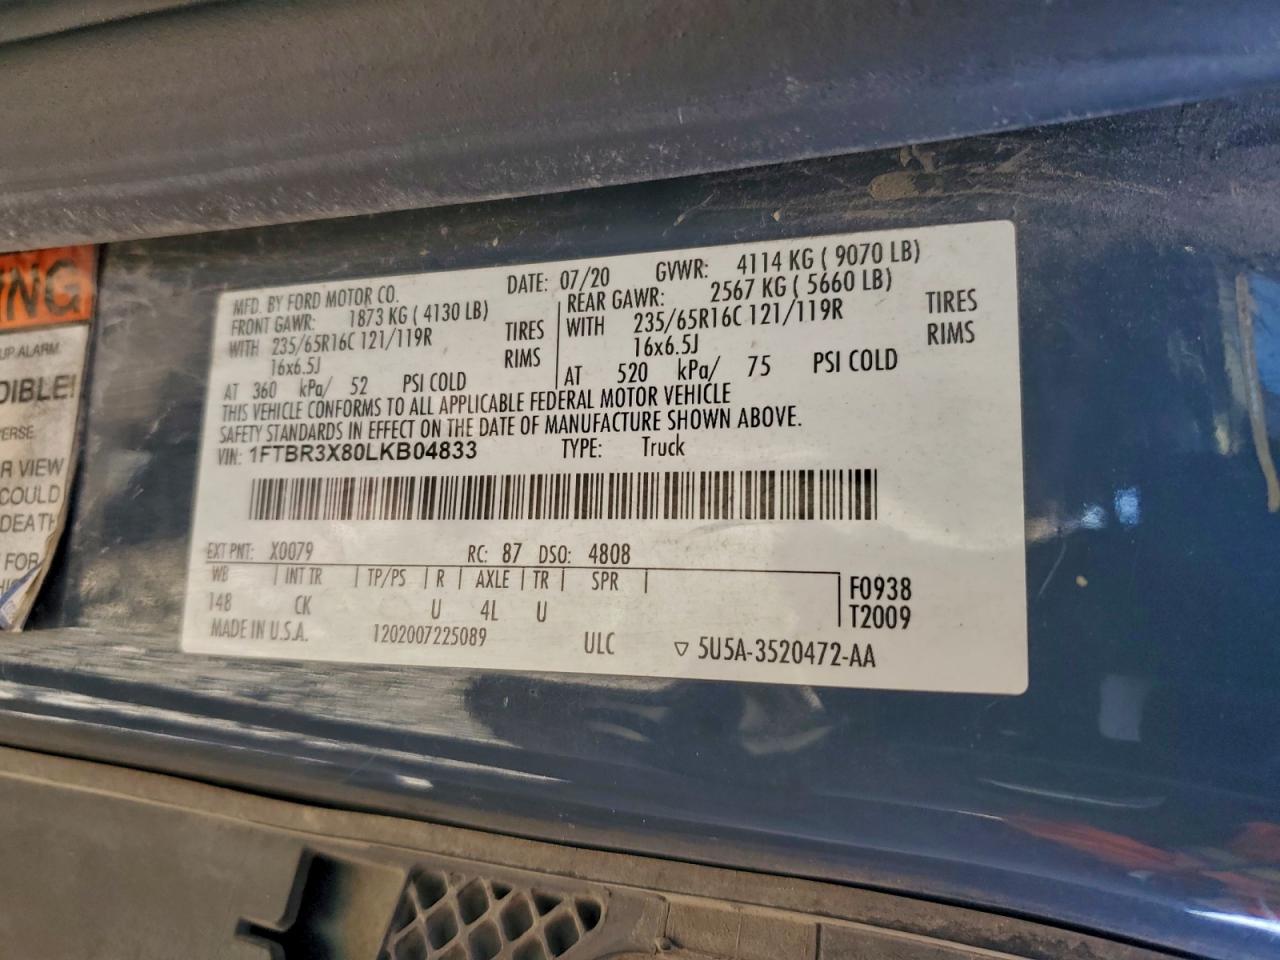 MFD. BY FORD MOTOR CO. DATE: 07/20 GVWR: 4114 KG ( 9070 LB)
FRONT GAWR: 1873 KG ( 4130 LB) REAR GAWR: 2567 KG ( 5660 LB)
WITH 235/65R16C 121/119R TIRES WITH 235/65R16C 121/119R TIRES
16x6.5J RIMS 16x6.5J RIMS
AT 360 kPa/ 52 PSI COLD AT 520 kPa/ 75 PSI COLD
THIS VEHICLE CONFORMS TO ALL APPLICABLE FEDERAL MOTOR VEHICLE
SAFETY STANDARDS IN EFFECT ON THE DATE OF MANUFACTURE SHOWN ABOVE.
VIN: 1FTBR3X80LKB04833 TYPE: Truck
EXT PNT: X0079 RC: 87 DSO: 4808
WB INT TR TP/PS R AXLE TR SPR F0938
148 CK U 4L U T2009
MADE IN U.S.A. 1202007225089 ULC ▽ 5U5A-3520472-AA
NG
UP ALARM
DIBLE!
VERSE
R VIEW
COULD
DEATH
FOR